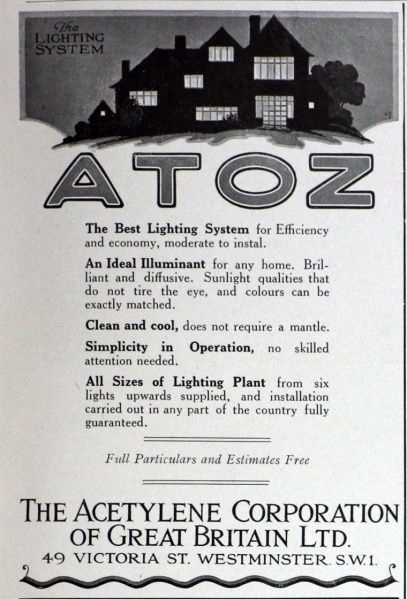 The
LIGHTING
SYSTEM
ATOZ
The Best Lighting System for Efficiency
and economy, moderate to instal.
An Ideal Illuminant for any home. Bril-
liant and diffusive. Sunlight qualities that
do not tire the eye, and colours can be
exactly matched.
Clean and cool, does not require a mantle.
Simplicity in Operation, no skilled
attention needed.
All Sizes of Lighting Plant from six
lights upwards supplied, and installation
carried out in any part of the country fully
guaranteed.
Full Particulars and Estimates Free
THE ACETYLENE CORPORATION
OF GREAT BRITAIN LTD.
49 VICTORIA ST. WESTMINSTER. S.W.1.